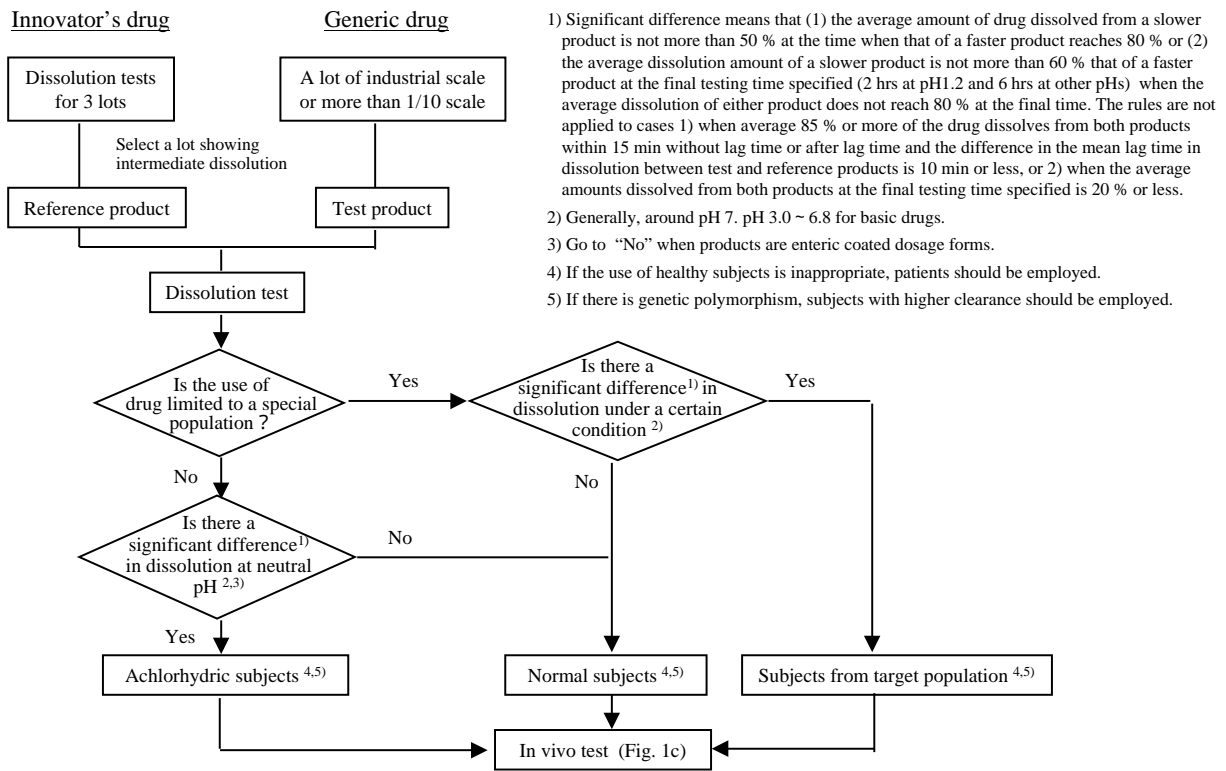 Innovator's drug
Generic drug
Dissolution tests
for 3 lots
A lot of industrial scale
or more than 1/10 scale
Select a lot showing
intermediate dissolution
Reference product
Test product
Dissolution test
1) Significant difference means that (1) the average amount of drug dissolved from a slower
product is not more than 50 % at the time when that of a faster product reaches 80 % or (2)
the average dissolution amount of a slower product is not more than 60 % that of a faster
product at the final testing time specified (2 hrs at pH1.2 and 6 hrs at other pHs) when the
average dissolution of either product does not reach 80 % at the final time. The rules are not
applied to cases 1) when average 85 % or more of the drug dissolves from both products
within 15 min without lag time or after lag time and the difference in the mean lag time in
dissolution between test and reference products is 10 min or less, or 2) when the average
amounts dissolved from both products at the final testing time specified is 20 % or less.
2) Generally, around pH 7. pH 3.0 ~ 6.8 for basic drugs.
3) Go to “No” when products are enteric coated dosage forms.
4) If the use of healthy subjects is inappropriate, patients should be employed.
5) If there is genetic polymorphism, subjects with higher clearance should be employed.
Is the use of
drug limited to a special
population ?
Yes
Is there a
significant difference1) in
dissolution under a certain
condition 2)
Yes
No
No
Is there a
significant difference1)
in dissolution at neutral
pH 2,3)
No
Yes
Achlorhydric subjects 4,5)
Normal subjects 4,5)
Subjects from target population 4,5)
In vivo test (Fig. 1c)